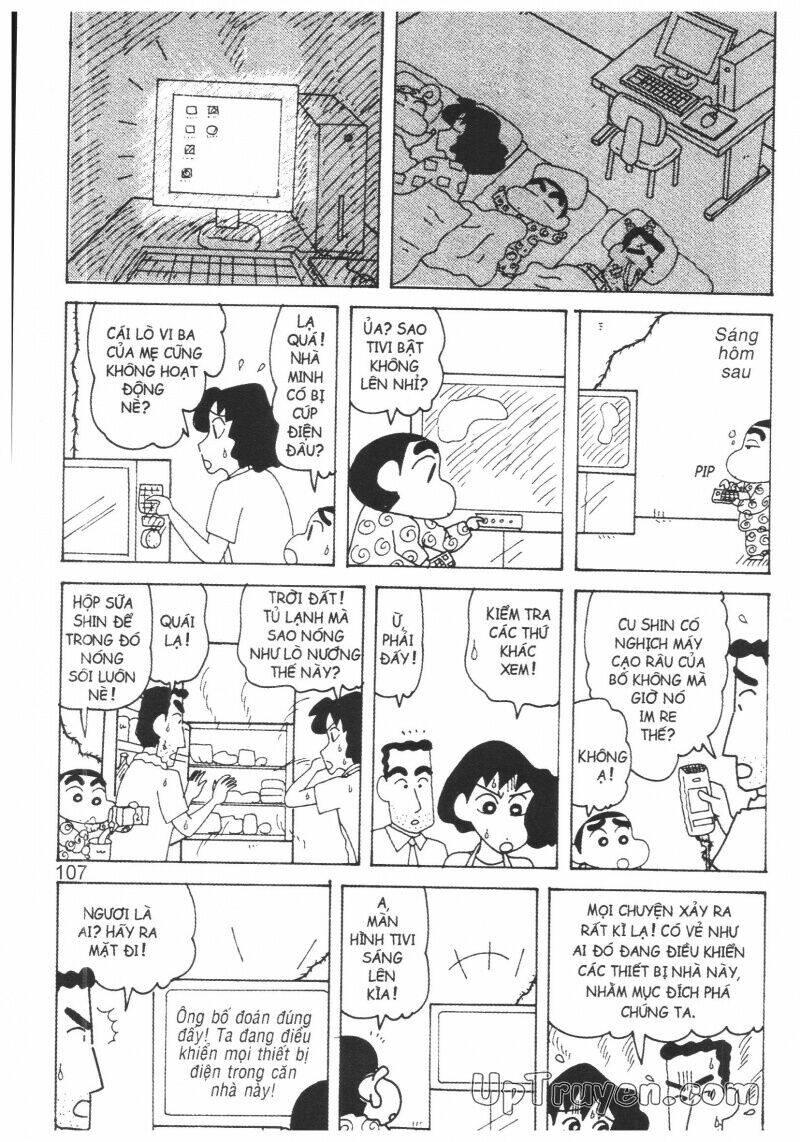 Sáng
hôm
sau
PIP
ỦA? SAO
TIVI BẬT
KHÔNG
LÊN NHỈ?
LẠ
QUÁ!
NHÀ
MINH
CÓ BỊ
CÚP
ĐIỆN
ĐÂU?
CÁI LÒ VI BA
CỦA MẸ CŨNG
KHÔNG HOẠT
ĐỘNG
NÈ?
CU SHIN CÓ
NGHỊCH MÁY
CẠO RÂU CỦA
BỐ KHÔNG MÀ
GIỜ NÓ
IM RE
THẾ?
KHÔNG
Ạ!
KIỂM TRA
CÁC THỨ
KHÁC
XEM!
Ừ,
PHẢI
ĐẤY!
TRỜI ĐẤT!
TỦ LẠNH MÀ
SAO NÓNG
NHƯ LÒ NƯỚNG
THẾ NÀY?
QUÁI
LẠ!
HỘP SỮA
SHIN ĐỂ
TRONG ĐÓ
NÓNG
SÔI LUÔN
NÈ!
107
MỌI CHUYỆN XẢY RA
RẤT KÌ LẠ! CÓ VẺ NHƯ
AI ĐÓ ĐANG ĐIỀU KHIỂN
CÁC THIẾT BỊ NHÀ NÀY,
NHẰM MỤC ĐÍCH PHÁ
CHÚNG TA.
A,
MÀN
HÌNH TIVI
SÁNG
LÊN
KÌA!
NGƯƠI LÀ
AI? HÃY RA
MẶT ĐI!
Ông bố đoán đúng
đấy! Ta đang điều
khiển mọi thiết bị
điện trong căn
nhà này!
UpTruyen.com